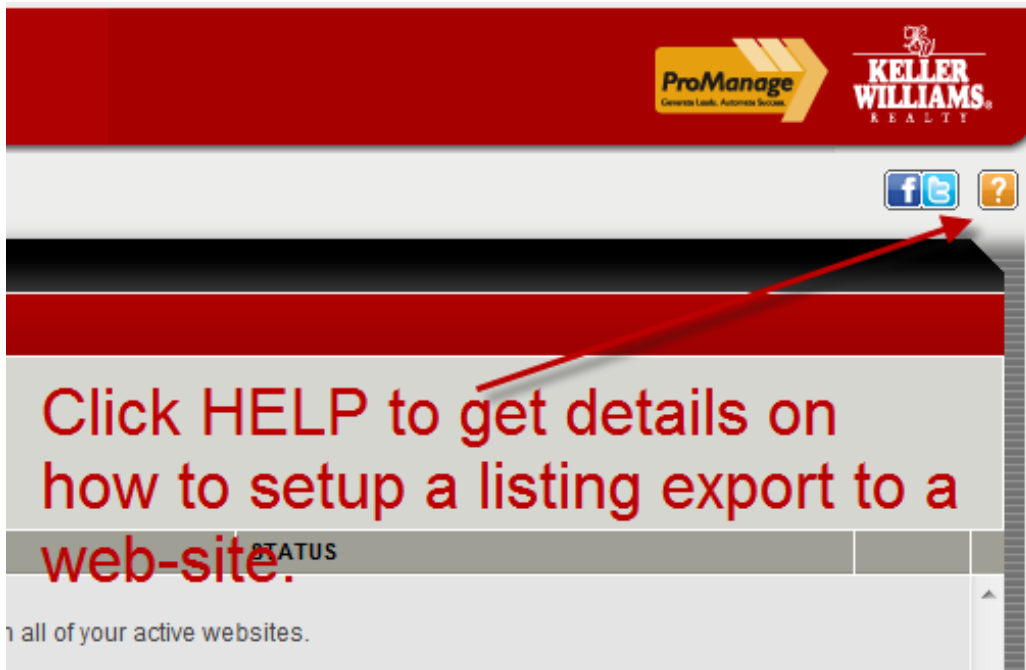 ProManage
Generate Leads. Automate Success.
KELLER
WILLIAMS®
REALTY
Click HELP to get details on
how to setup a listing export to a
web-site.
STATUS
all of your active websites.